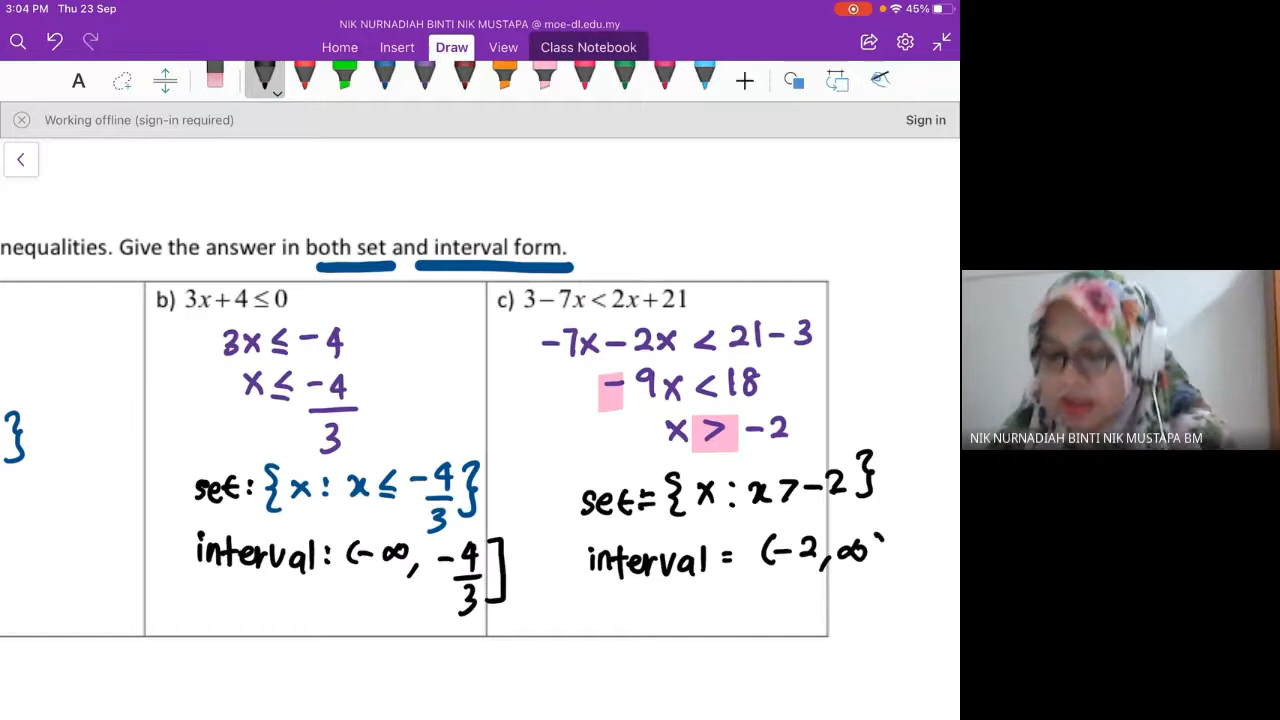 3:04 PM Thu 23 Sep
45%
NIK NURNADIAH BINTI NIK MUSTAPA @ moe-dl.edu.my
Home Insert Draw View Class Notebook
A
Working offline (sign-in required)
Sign in
nequalities. Give the answer in both set and interval form.
}
b) 3x+4≤0
3x ≤ -4
x ≤ -4/3
set: {x : x ≤ -4/3}
interval: (-∞, -4/3]
c) 3-7x<2x+21
-7x - 2x < 21 - 3
-9x < 18
x > -2
set = {x : x > -2}
interval = (-2, ∞
NIK NURNADIAH BINTI NIK MUSTAPA BM